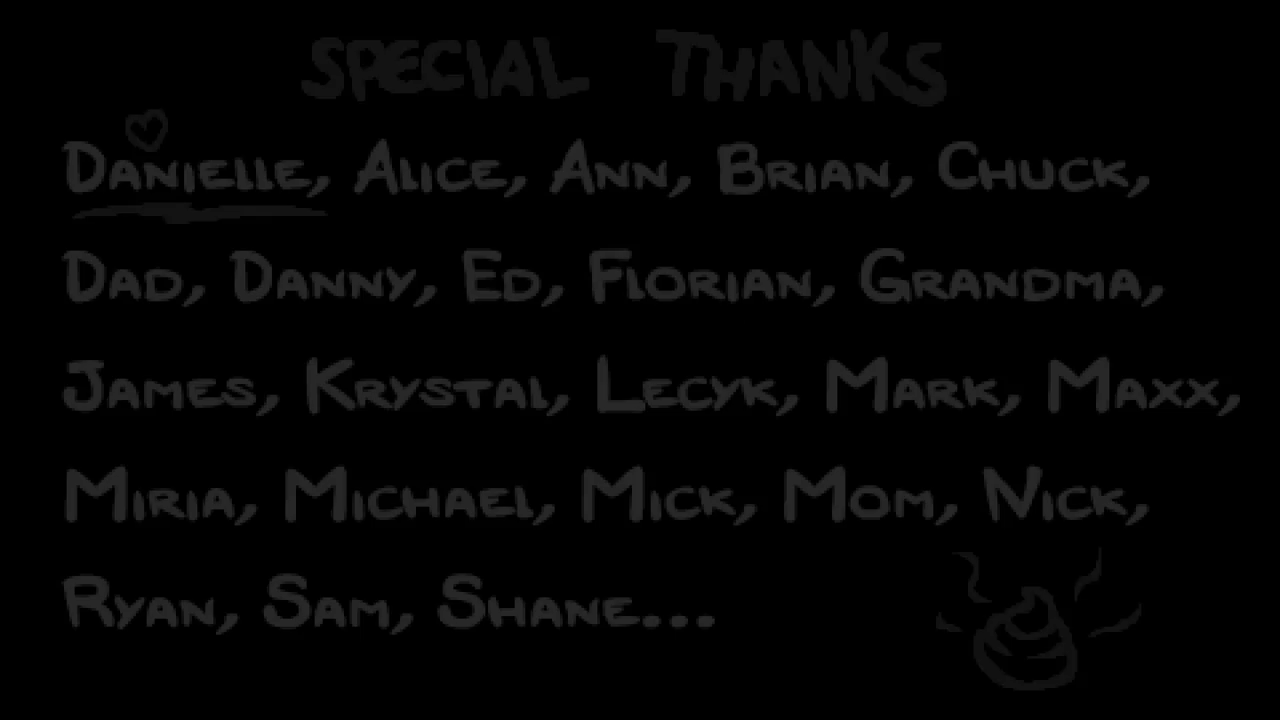 SPECIAL THANKS
DANIELLE, ALICE, ANN, BRIAN, CHUCK,
DAD, DANNY, ED, FLORIAN, GRANDMA,
JAMES, KRYSTAL, LECYK, MARK, MAXX,
MIRIA, MICHAEL, MICK, MOM, NICK,
RYAN, SAM, SHANE...